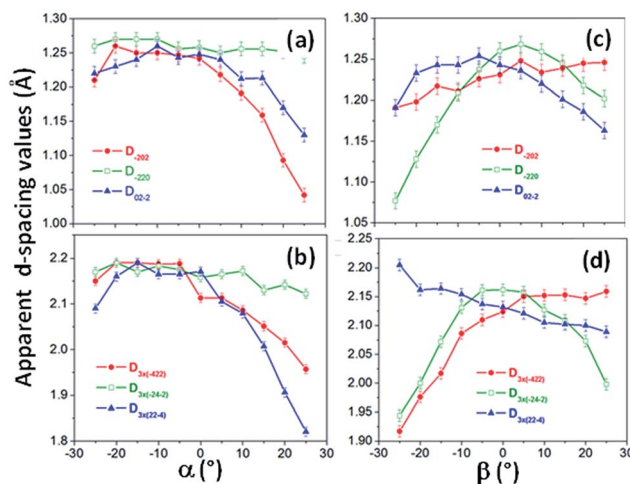 Apparent d-spacing values (Å)
(a)
1.30
1.25
1.20
1.15
1.10
1.05
1.00
D-202
D-220
D02-2
(c)
1.30
1.25
1.20
1.15
1.10
1.05
D-202
D-220
D02-2
(b)
2.2
2.1
2.0
1.9
1.8
D3x(-422)
D3x(-24-2)
D3x(22-4)
-30 -20 -10 0 10 20 30
α (°)
(d)
2.25
2.20
2.15
2.10
2.05
2.00
1.95
1.90
D3x(-422)
D3x(-24-2)
D3x(22-4)
-30 -20 -10 0 10 20 30
β (°)